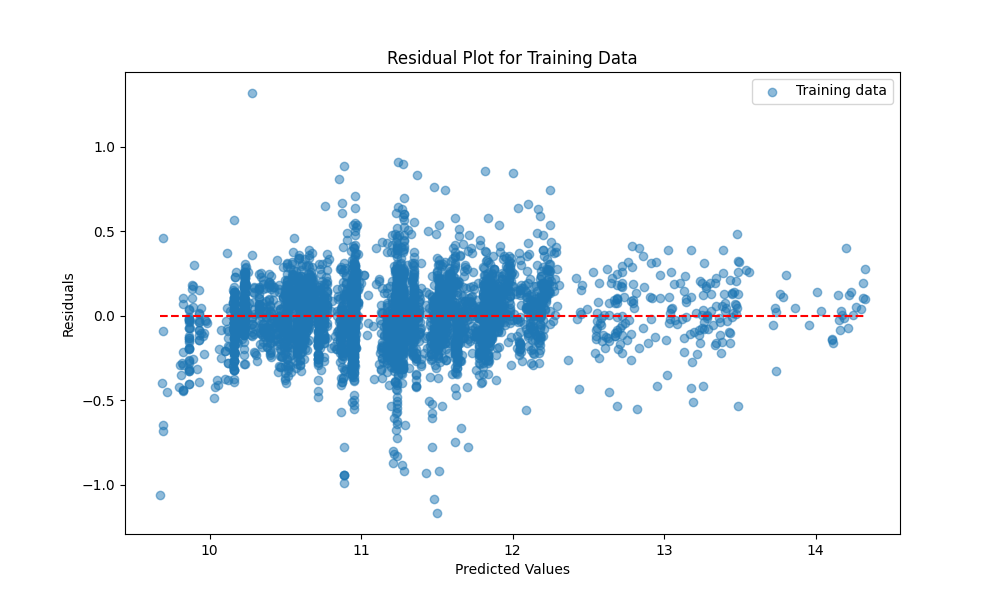 Residual Plot for Training Data
Training data
1.0
0.5
0.0
−0.5
−1.0
Residuals
10 11 12 13 14
Predicted Values